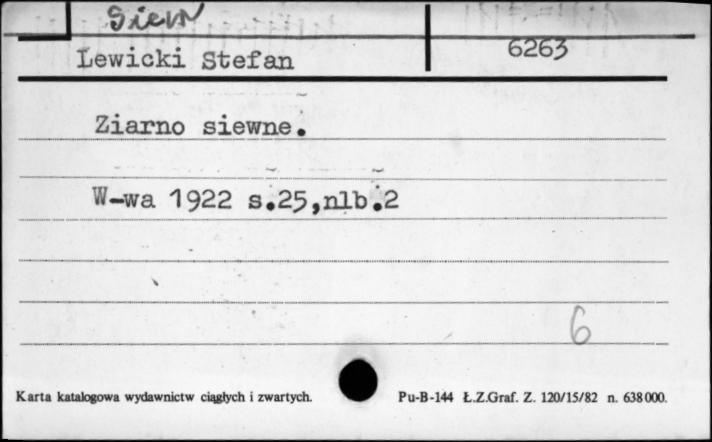 Siew
Lewicki Stefan 6263
Ziarno siewne.
W-wa 1922 s.25,nlb.2
6
Karta katalogowa wydawnictw ciągłych i zwartych. Pu-B-144 Ł.Z.Graf. Z. 120/15/82 n. 638000.